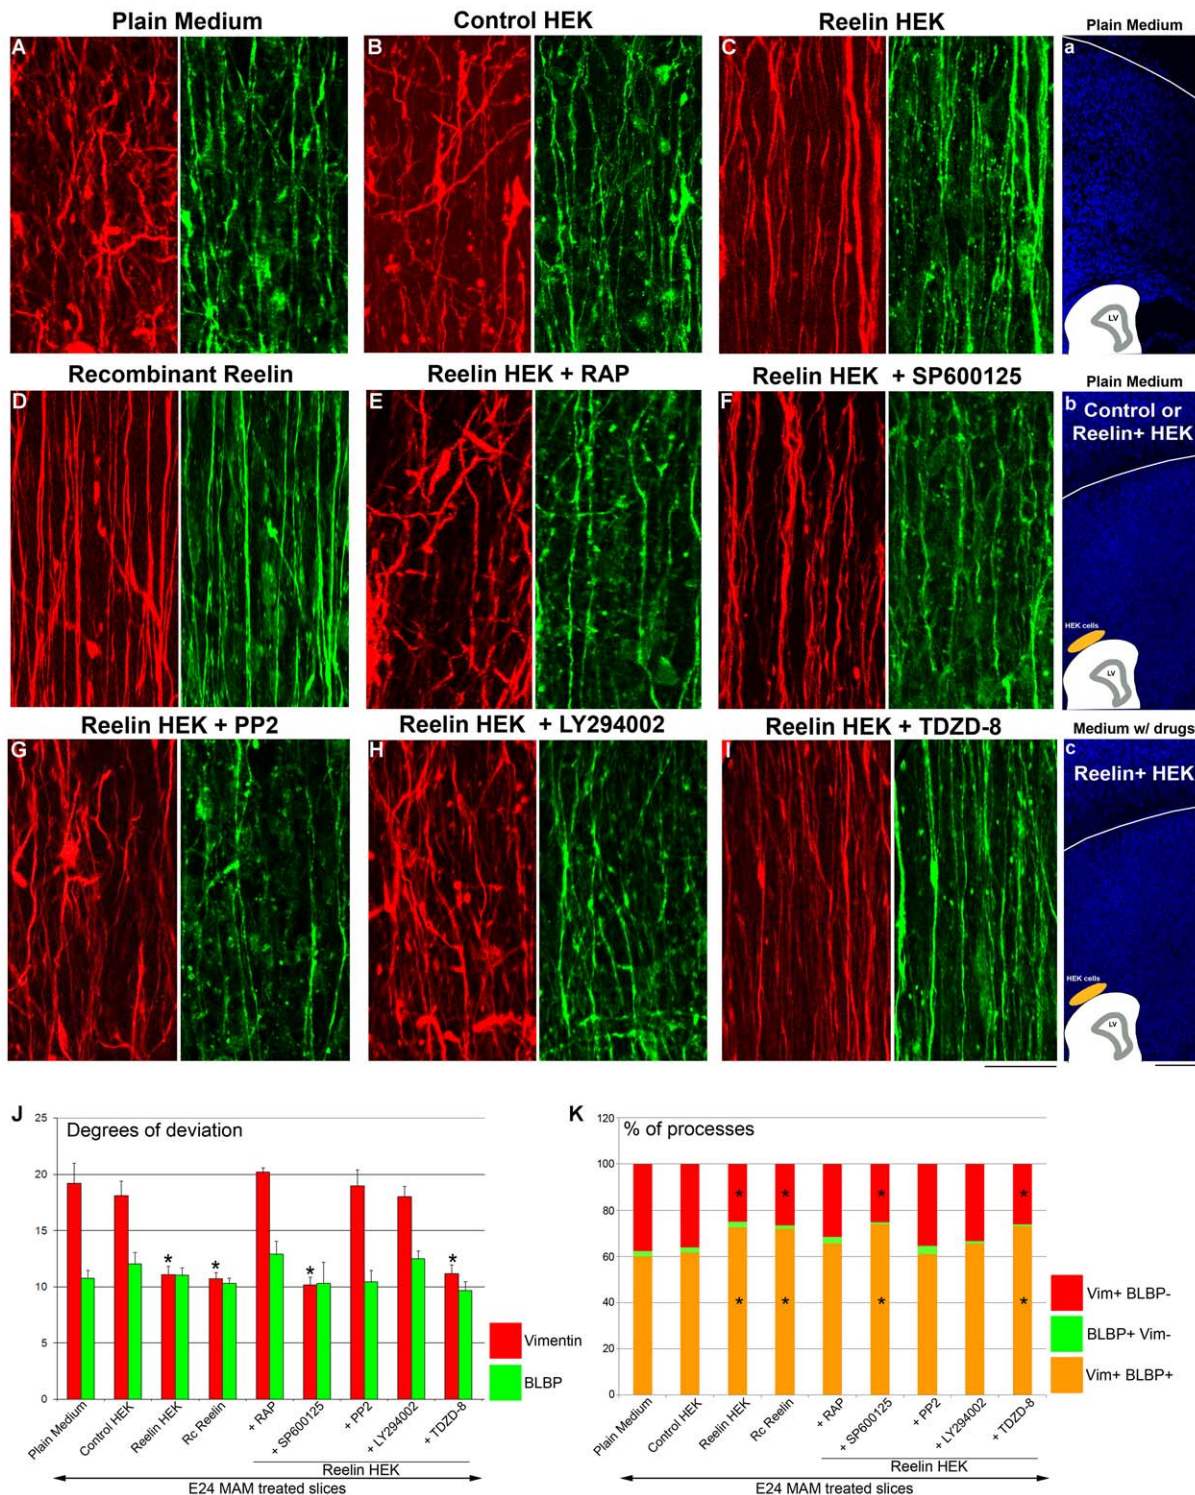 Plain Medium
Control HEK
Reelin HEK
Plain Medium
A
B
C
a
LV
Recombinant Reelin
Reelin HEK + RAP
Reelin HEK + SP600125
Plain Medium
D
E
F
b
Control or
Reelin+ HEK
HEK cells
LV
Reelin HEK + PP2
Reelin HEK + LY294002
Reelin HEK + TDZD-8
Medium w/ drugs
G
H
I
c
Reelin+ HEK
HEK cells
LV
J
Degrees of deviation
25
20
15
10
5
0
* * * *
Vimentin
BLBP
Plain Medium
Control HEK
Reelin HEK
Rc Reelin
+ RAP
+ SP600125
+ PP2
+ LY294002
+ TDZD-8
Reelin HEK
E24 MAM treated slices
K
% of processes
120
100
80
60
40
20
0
* * * *
* * * *
Vim+ BLBP-
BLBP+ Vim-
Vim+ BLBP+
Plain Medium
Control HEK
Reelin HEK
Rc Reelin
+ RAP
+ SP600125
+ PP2
+ LY294002
+ TDZD-8
Reelin HEK
E24 MAM treated slices